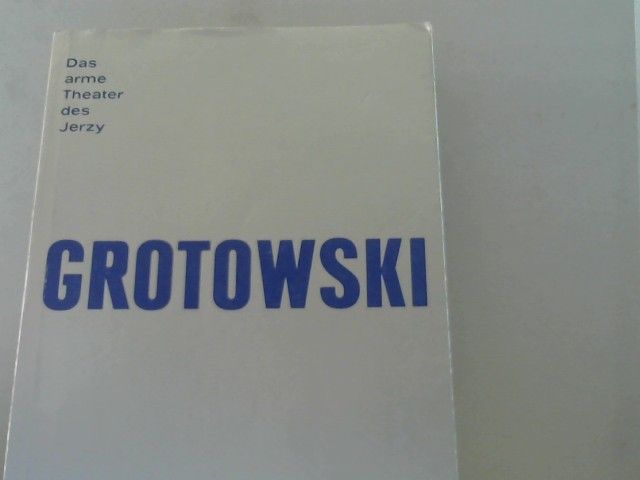 Das
arme
Theater
des
Jerzy
GROTOWSKI